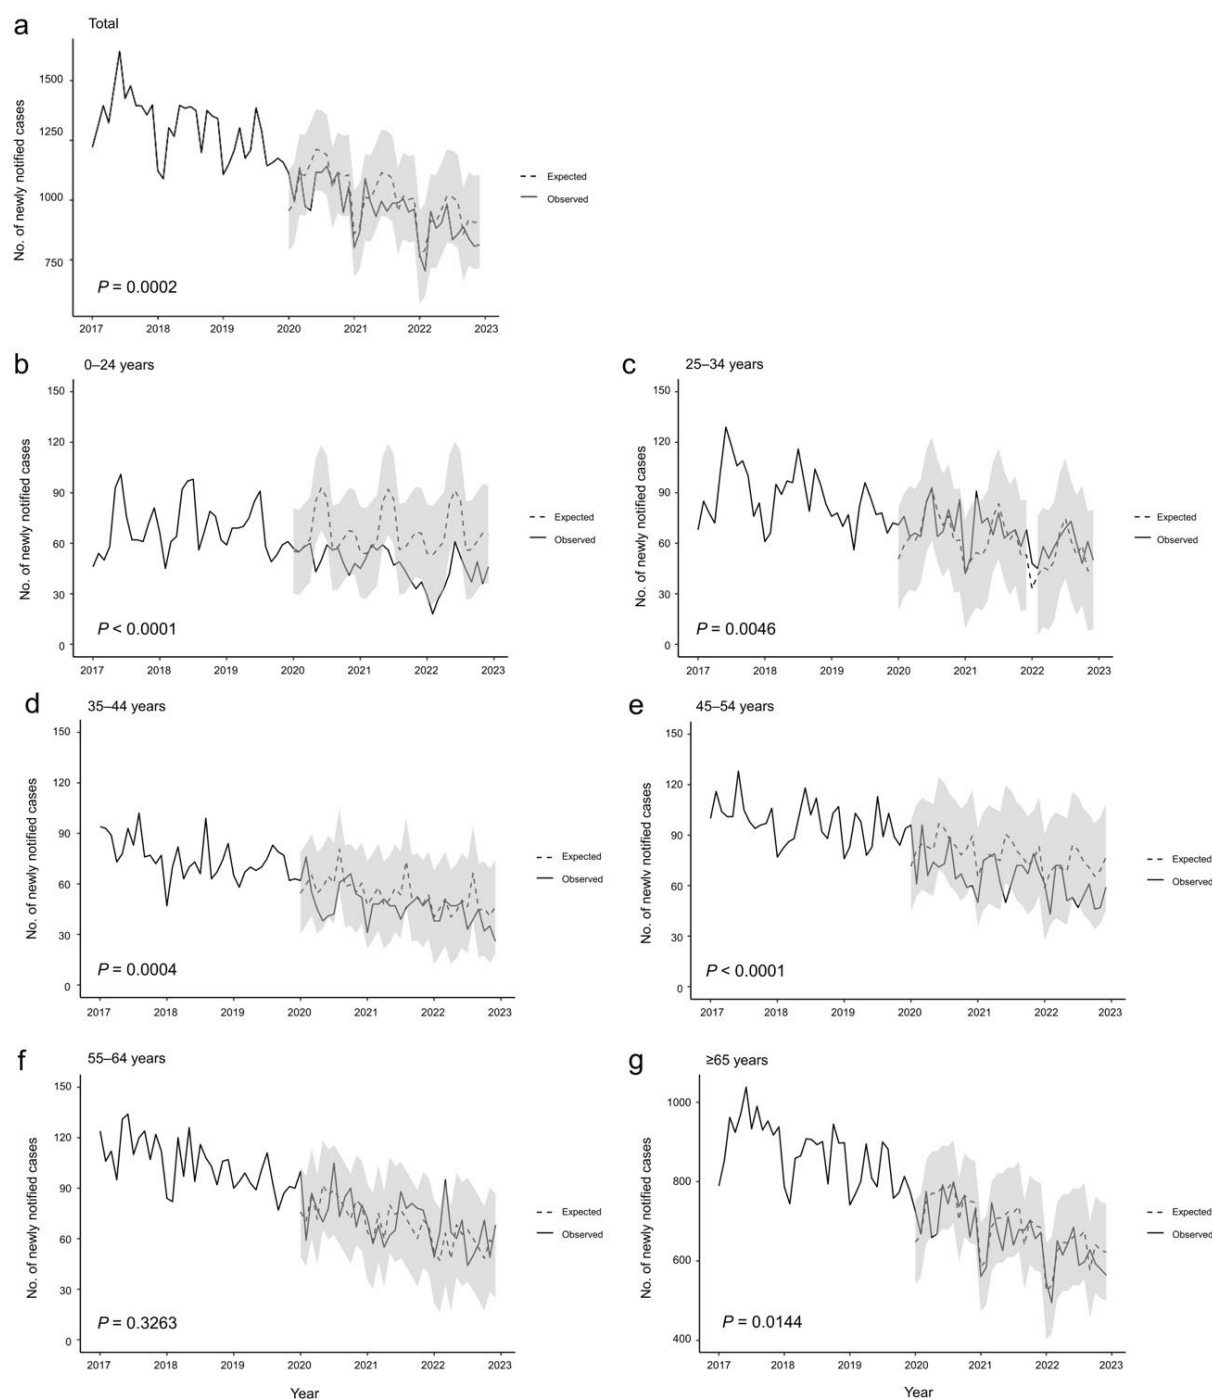 a
Total
No. of newly notified cases
1500
1250
1000
750
Expected
Observed
P = 0.0002
2017 2018 2019 2020 2021 2022 2023
b
0–24 years
No. of newly notified cases
150
120
90
60
30
0
Expected
Observed
P < 0.0001
2017 2018 2019 2020 2021 2022 2023
c
25–34 years
No. of newly notified cases
150
120
90
60
30
0
Expected
Observed
P = 0.0046
2017 2018 2019 2020 2021 2022 2023
d
35–44 years
No. of newly notified cases
150
120
90
60
30
0
Expected
Observed
P = 0.0004
2017 2018 2019 2020 2021 2022 2023
e
45–54 years
No. of newly notified cases
150
120
90
60
30
0
Expected
Observed
P < 0.0001
2017 2018 2019 2020 2021 2022 2023
f
55–64 years
No. of newly notified cases
150
120
90
60
30
0
Expected
Observed
P = 0.3263
2017 2018 2019 2020 2021 2022 2023
Year
g
≥65 years
No. of newly notified cases
1000
800
600
400
Expected
Observed
P = 0.0144
2017 2018 2019 2020 2021 2022 2023
Year